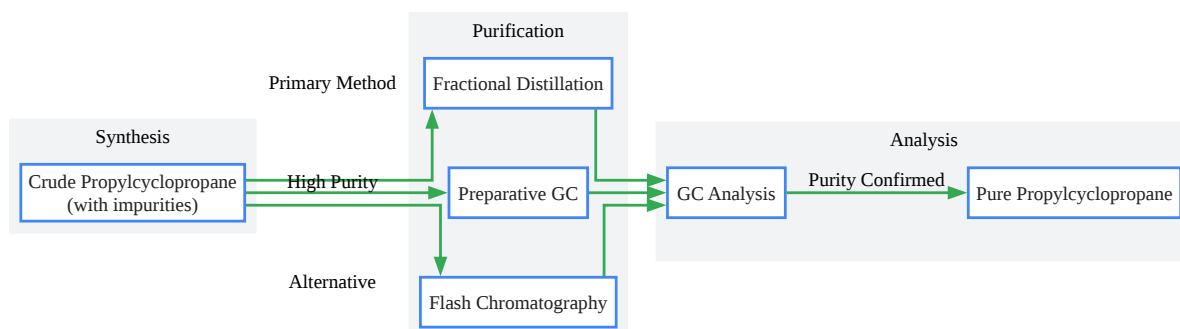 Purification
Primary Method
Fractional Distillation
Synthesis
Analysis
Crude Propylcyclopropane
(with impurities)
High Purity
Preparative GC
GC Analysis
Purity Confirmed
Pure Propylcyclopropane
Alternative
Flash Chromatography